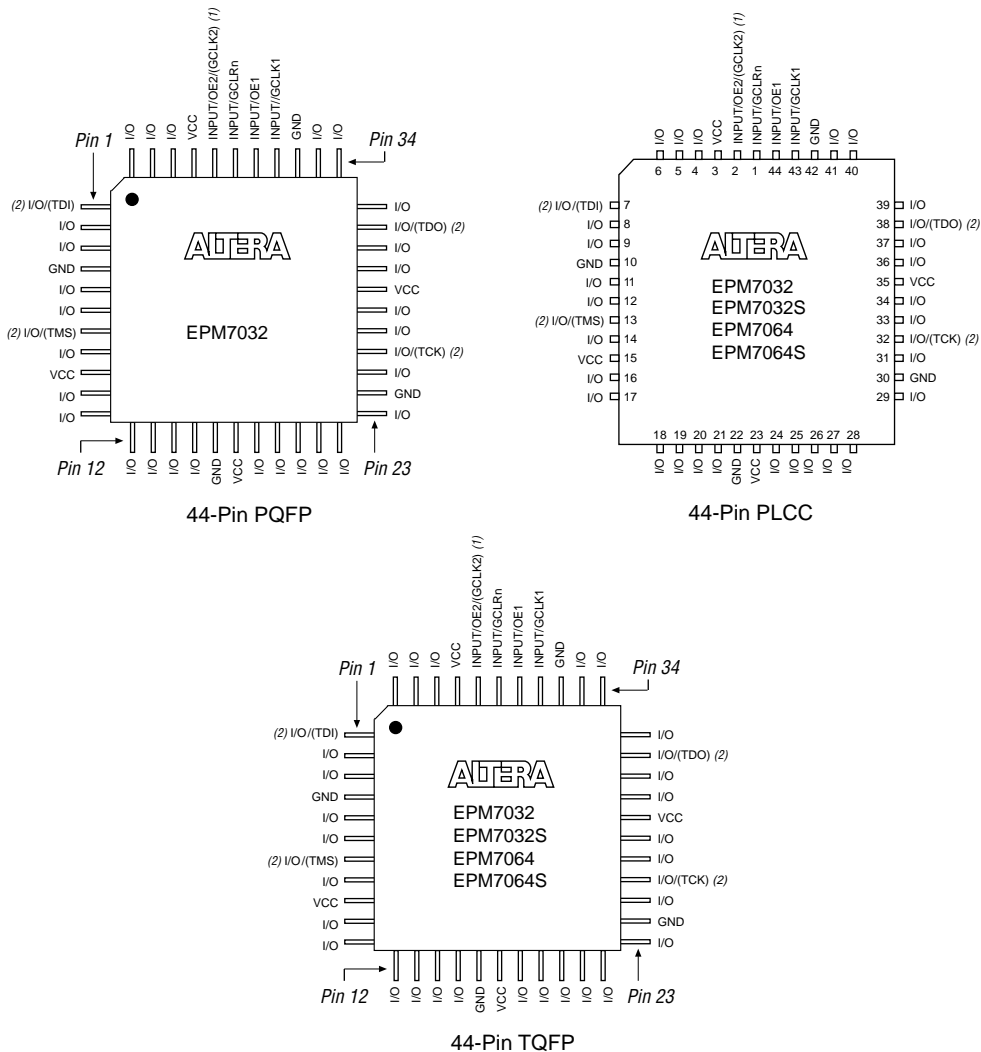 I/O
I/O
I/O
VCC
INPUT/OE2/(GCLK2) (1)
INPUT/GCLRn
INPUT/OE1
INPUT//GCLK1
GND
I/O
I/O
Pin 1
Pin 34
(2) I/O/(TDI)
I/O
I/O
GND
I/O
I/O
(2) I/O/(TMS)
I/O
VCC
I/O
I/O
ALTERA
EPM7032
I/O
I/O/(TDO) (2)
I/O
I/O
VCC
I/O
I/O
I/O/(TCK) (2)
I/O
GND
I/O
Pin 12
Pin 23
I/O
I/O
I/O
I/O
GND
VCC
I/O
I/O
I/O
I/O
I/O
44-Pin PQFP
I/O
I/O
I/O
VCC
INPUT/OE2/(GCLK2) (1)
INPUT/GCLRn
INPUT/OE1
INPUT/GCLK1
GND
I/O
I/O
6 5 4 3 2 1 44 43 42 41 40
(2) I/O/(TDI) 7
I/O 8
I/O 9
GND 10
I/O 11
I/O 12
(2) I/O/(TMS) 13
I/O 14
VCC 15
I/O 16
I/O 17
ALTERA
EPM7032
EPM7032S
EPM7064
EPM7064S
39 I/O
38 I/O/(TDO) (2)
37 I/O
36 I/O
35 VCC
34 I/O
33 I/O
32 I/O/(TCK) (2)
31 I/O
30 GND
29 I/O
18 19 20 21 22 23 24 25 26 27 28
I/O
I/O
I/O
I/O
GND
VCC
I/O
I/O
I/O
I/O
I/O
44-Pin PLCC
I/O
I/O
I/O
VCC
INPUT/OE2/(GCLK2) (1)
INPUT/GCLRn
INPUT/OE1
INPUT/GCLK1
GND
I/O
I/O
Pin 1
Pin 34
(2) I/O/(TDI)
I/O
I/O
GND
I/O
I/O
(2) I/O/(TMS)
I/O
VCC
I/O
I/O
ALTERA
EPM7032
EPM7032S
EPM7064
EPM7064S
I/O
I/O/(TDO) (2)
I/O
I/O
VCC
I/O
I/O
I/O/(TCK) (2)
I/O
GND
I/O
Pin 12
Pin 23
I/O
I/O
I/O
I/O
GND
VCC
I/O
I/O
I/O
I/O
I/O
44-Pin TQFP